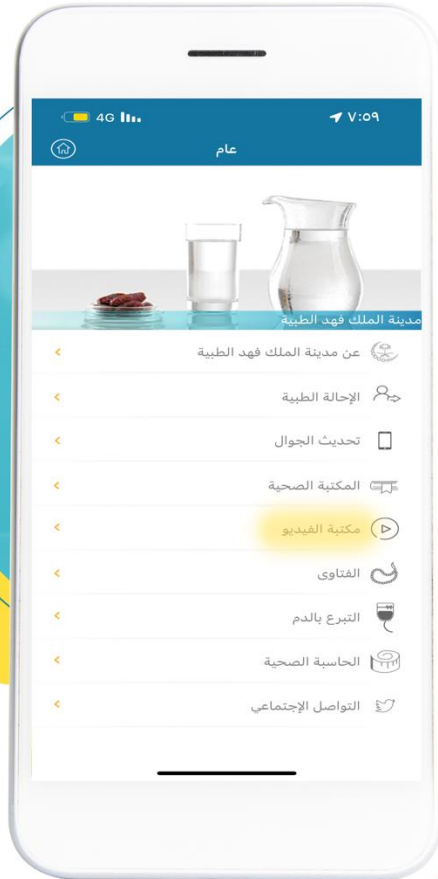 4G ٧:٥٩
عام
مدينة الملك فهد الطبية
عن مدينة الملك فهد الطبية
الإحالة الطبية
تحديث الجوال
المكتبة الصحية
مكتبة الفيديو
الفتاوى
التبرع بالدم
الحاسبة الصحية
التواصل الإجتماعي